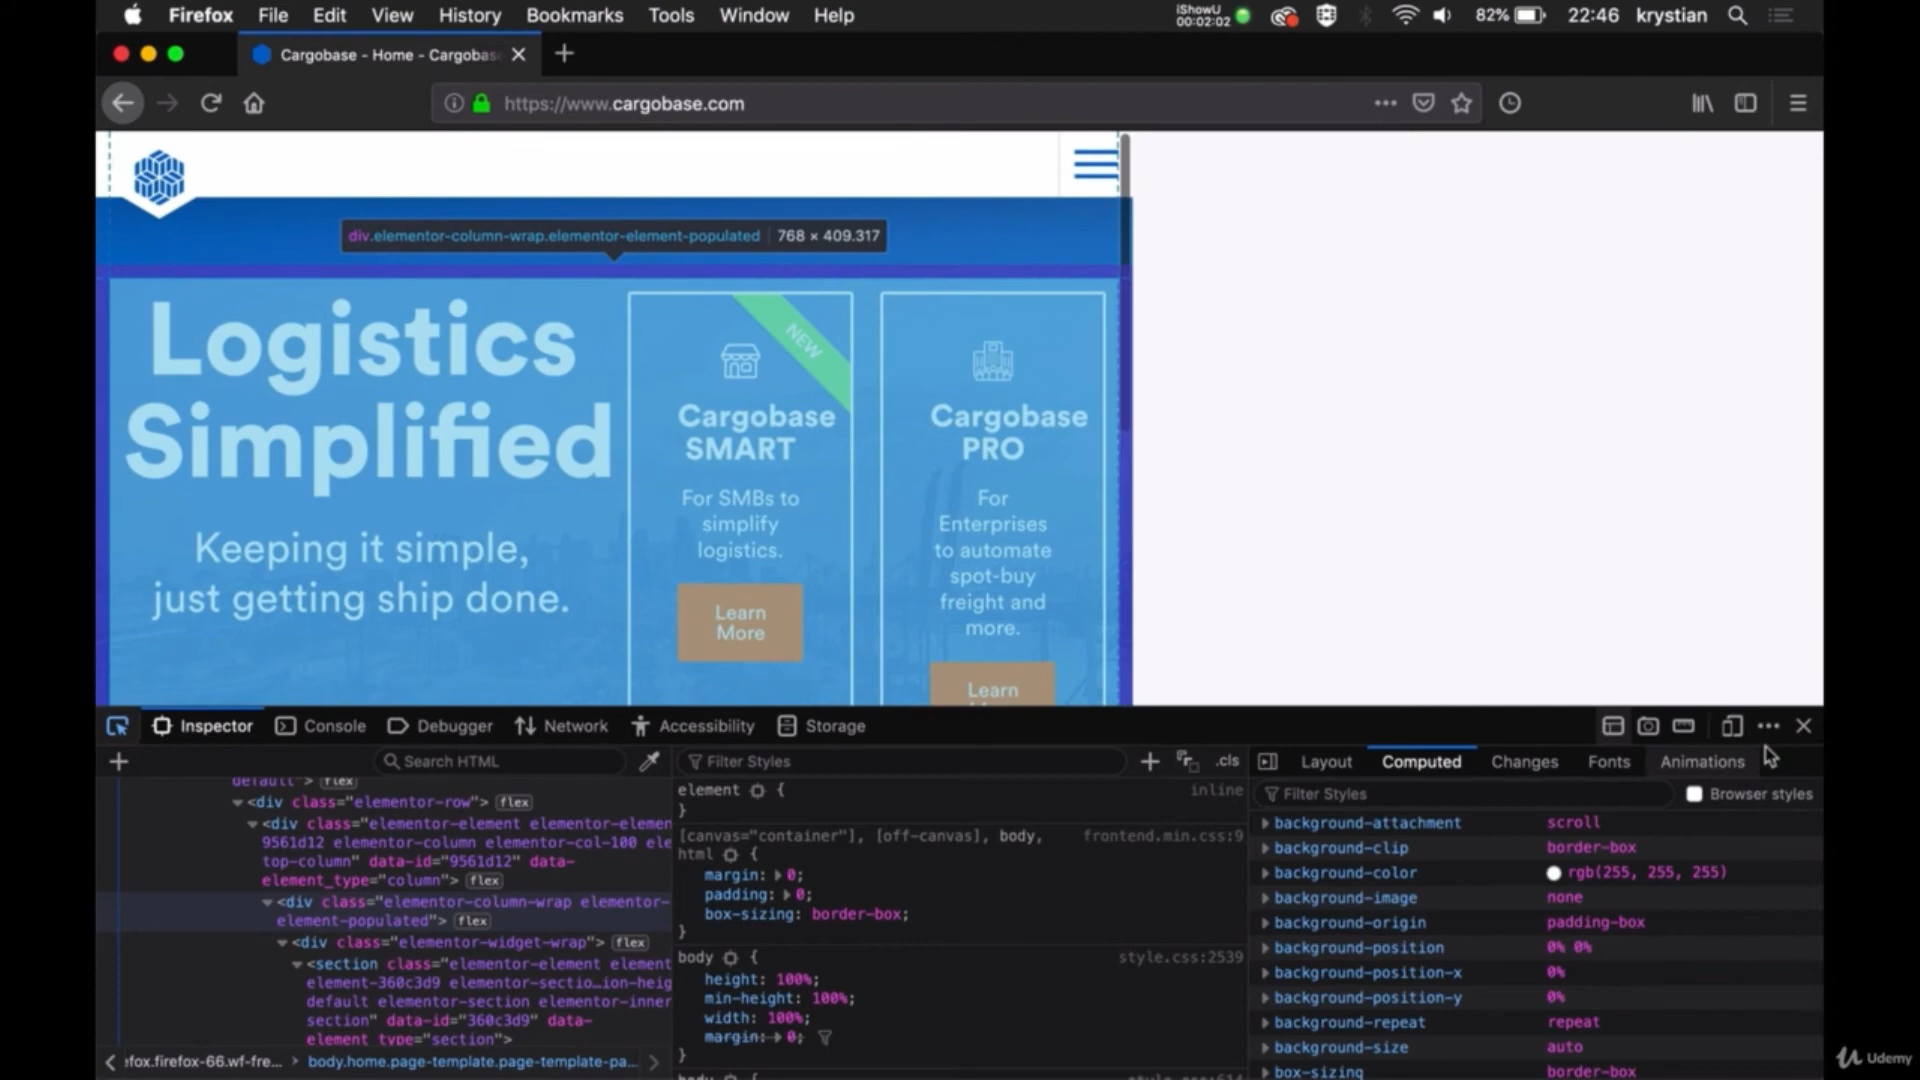 Firefox File Edit View History Bookmarks Tools Window Help iShowU 00:02:02 82% 22:46 krystian
Cargobase - Home - Cargobas
https://www.cargobase.com
div.elementor-column-wrap.elementor-element-populated 768 × 409.317
Logistics
Simplified
Keeping it simple,
just getting ship done.
NEW
Cargobase
SMART
For SMBs to
simplify
logistics.
Learn
More
Cargobase
PRO
For
Enterprises
to automate
spot-buy
freight and
more.
Learn
Inspector Console Debugger Network Accessibility Storage
Search HTML
default"> flex
<div class="elementor-row"> flex
<div class="elementor-element elementor-elemen
9561d12 elementor-column elementor-col-100 ele
top-column" data-id="9561d12" data-
element_type="column"> flex
<div class="elementor-column-wrap elementor-
element-populated"> flex
<div class="elementor-widget-wrap"> flex
<section class="elementor-element element
element-360c3d9 elementor-sectio…ion-heig
default elementor-section elementor-inner
section" data-id="360c3d9" data-
element_type="section">
efox.firefox-66.wf-fre... body.home.page-template.page-template-pa...
Filter Styles .cls
element { inline
}
[canvas="container"], [off-canvas], body, frontend.min.css:9
html {
margin: 0;
padding: 0;
box-sizing: border-box;
}
body { style.css:2539
height: 100%;
min-height: 100%;
width: 100%;
margin: 0;
}
body { style.css:614
Layout Computed Changes Fonts Animations
Filter Styles Browser styles
background-attachment scroll
background-clip border-box
background-color rgb(255, 255, 255)
background-image none
background-origin padding-box
background-position 0% 0%
background-position-x 0%
background-position-y 0%
background-repeat repeat
background-size auto
box-sizing border-box
Udemy